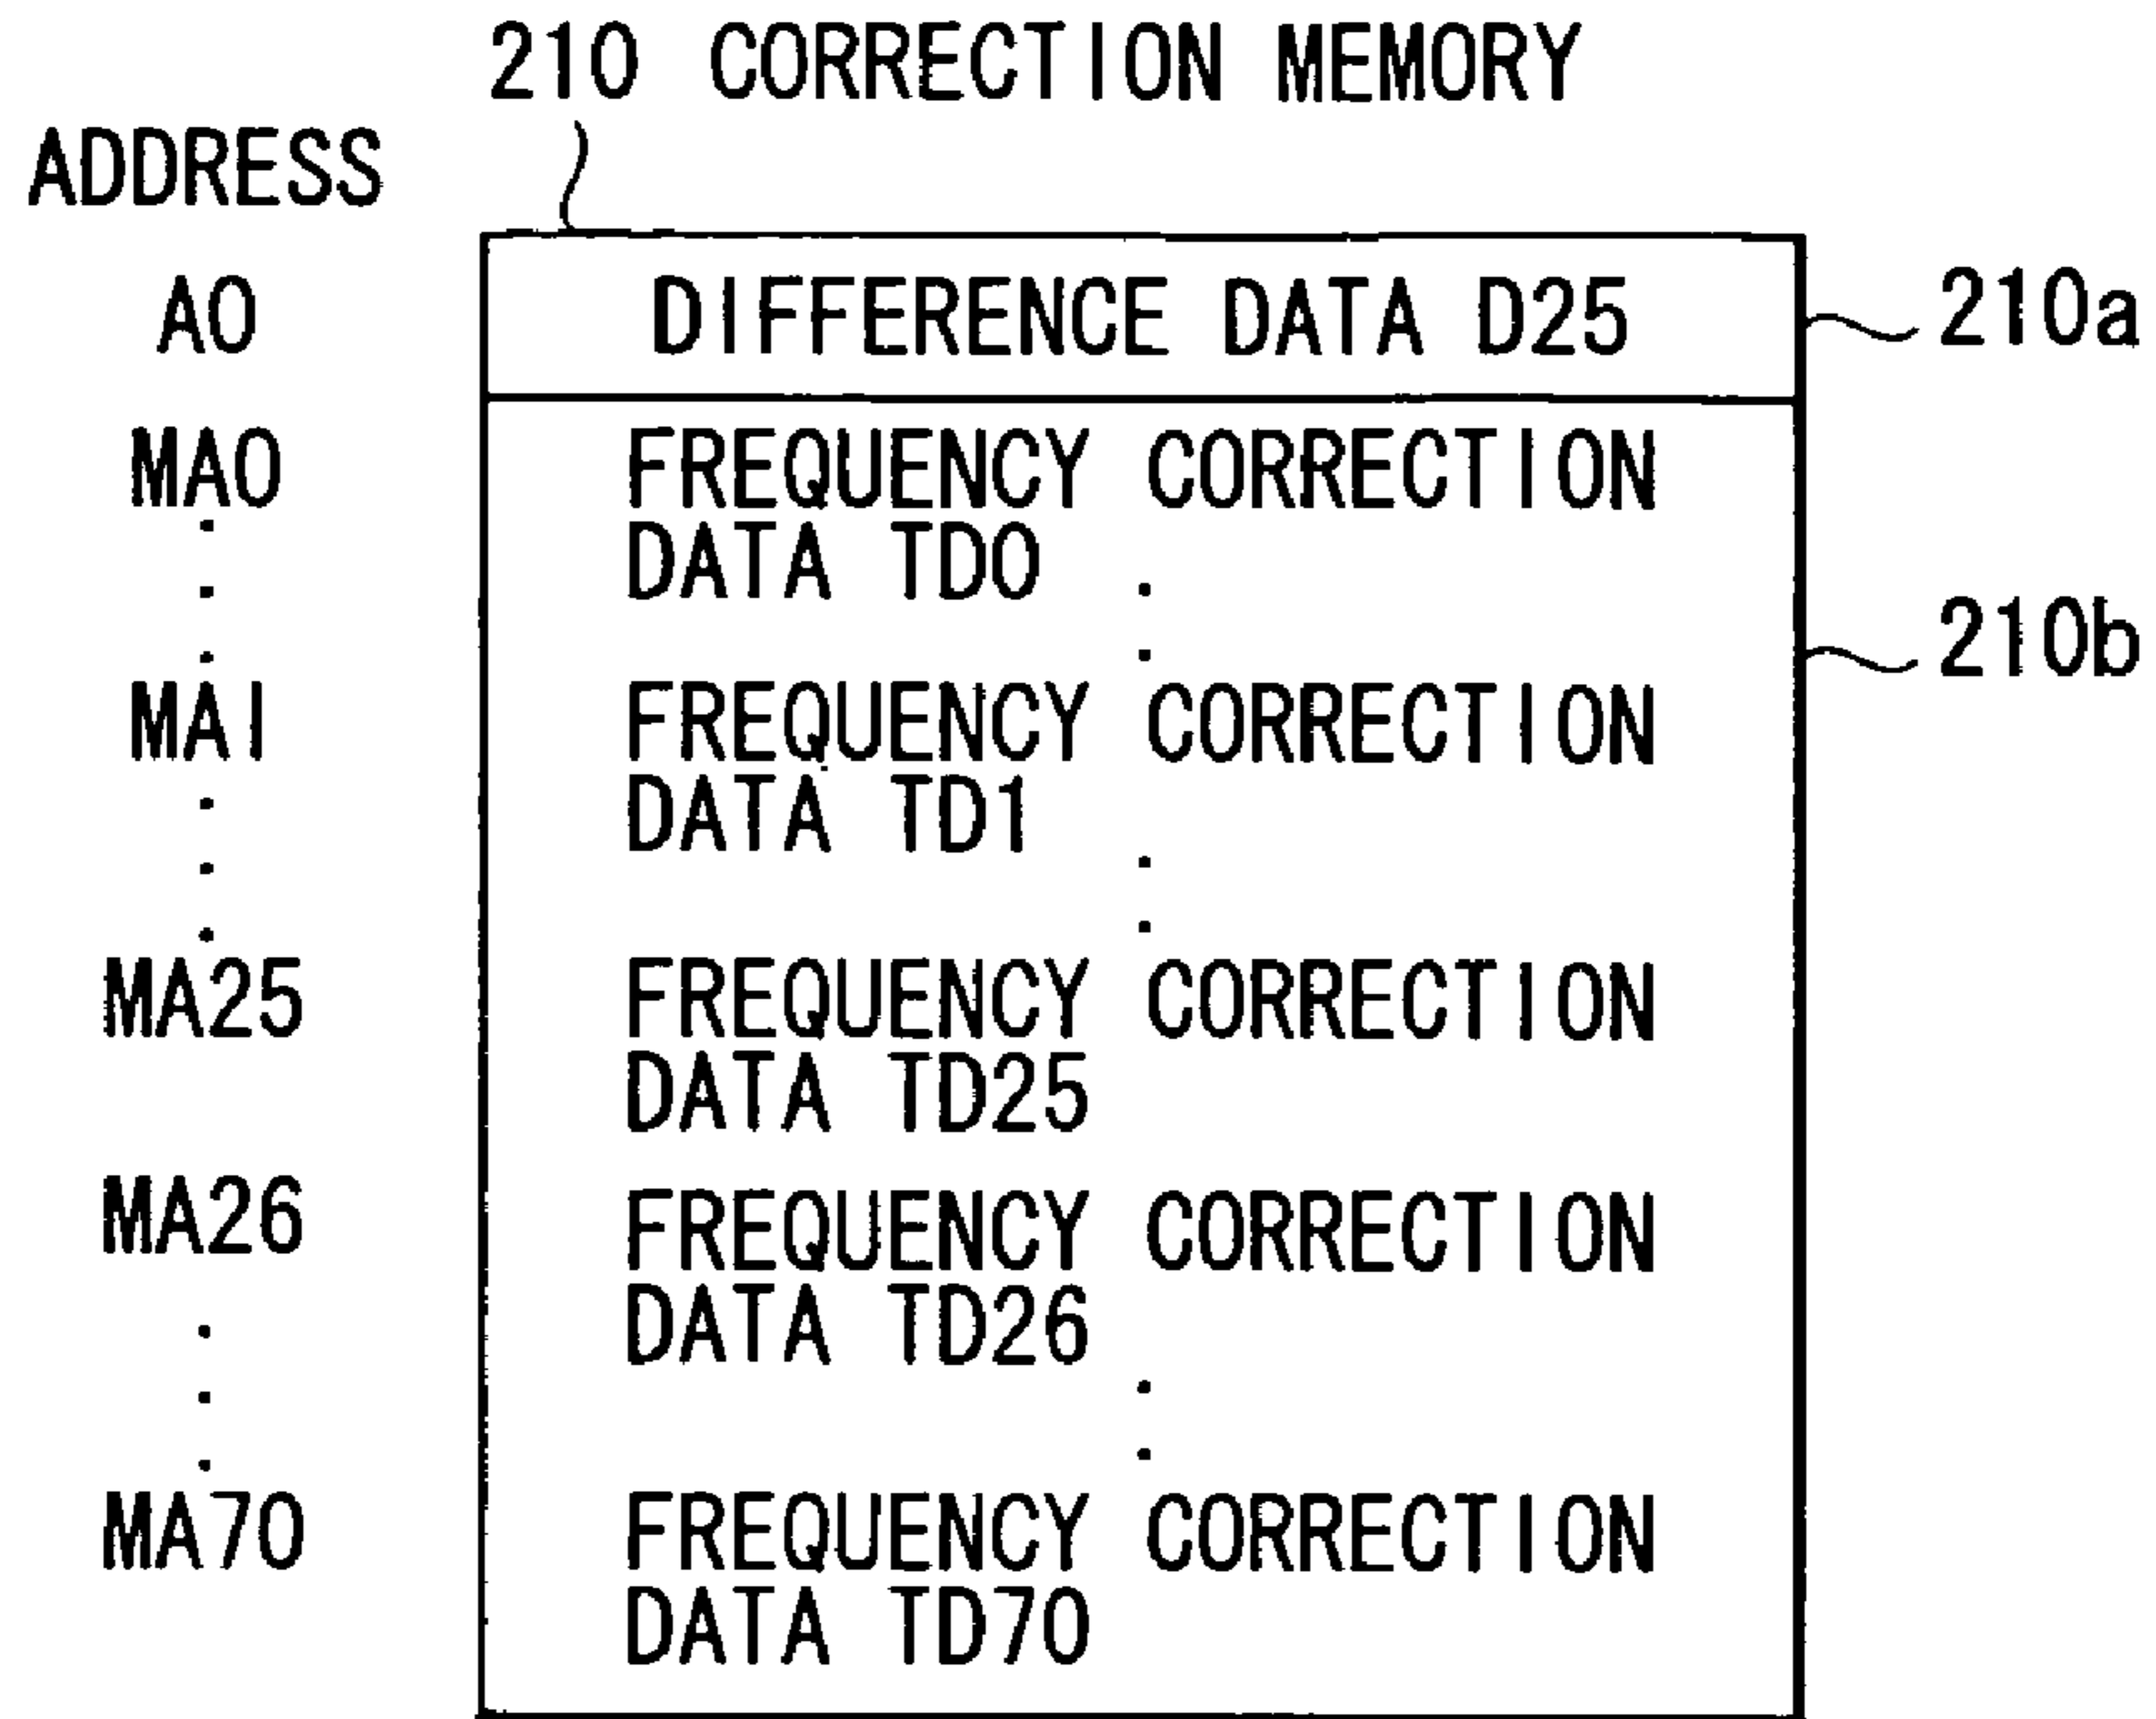 210 CORRECTION MEMORY
ADDRESS
A0 DIFFERENCE DATA D25 210a
MA0 FREQUENCY CORRECTION
DATA TD0
210b
MA1 FREQUENCY CORRECTION
DATA TD1
MA25 FREQUENCY CORRECTION
DATA TD25
MA26 FREQUENCY CORRECTION
DATA TD26
MA70 FREQUENCY CORRECTION
DATA TD70